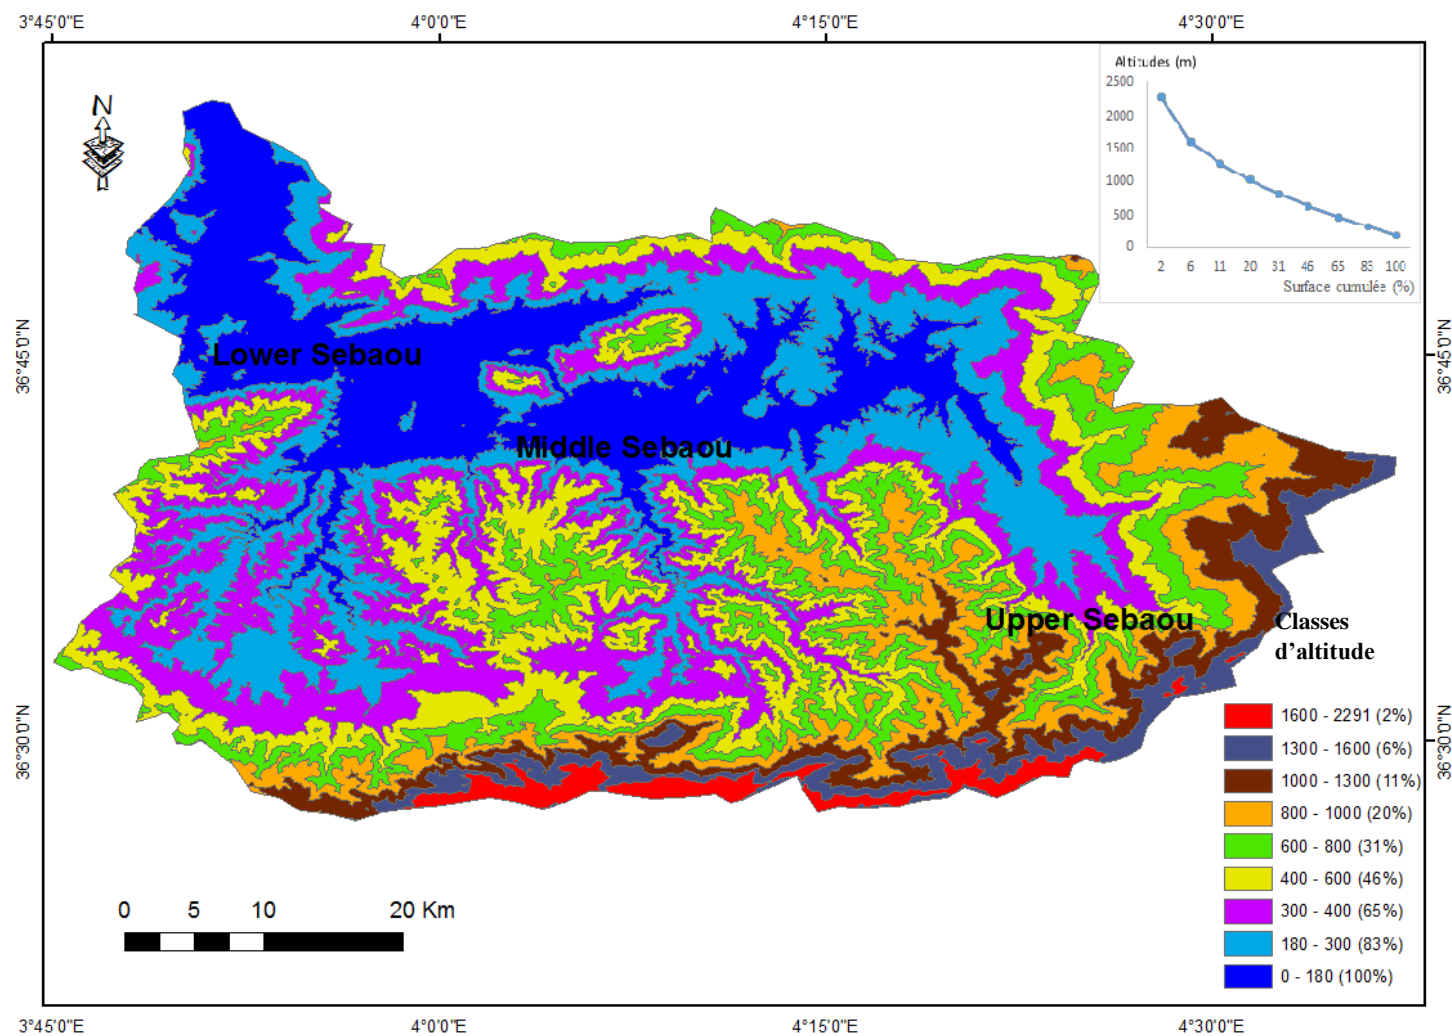 3°45'0"E
4°0'0"E
4°15'0"E
4°30'0"E
Altitudes (m)
2500
2000
1500
1000
500
0
2 6 11 20 31 46 65 83 100
Surface cumulée (%)
N
36°45'0"N
36°45'0"N
Lower Sebaou
Middle Sebaou
Upper Sebaou
Classes
d’altitude
36°30'0"N
36°30'0"N
1600 - 2291 (2%)
1300 - 1600 (6%)
1000 - 1300 (11%)
800 - 1000 (20%)
600 - 800 (31%)
400 - 600 (46%)
300 - 400 (65%)
180 - 300 (83%)
0 - 180 (100%)
0 5 10 20 Km
3°45'0"E
4°0'0"E
4°15'0"E
4°30'0"E